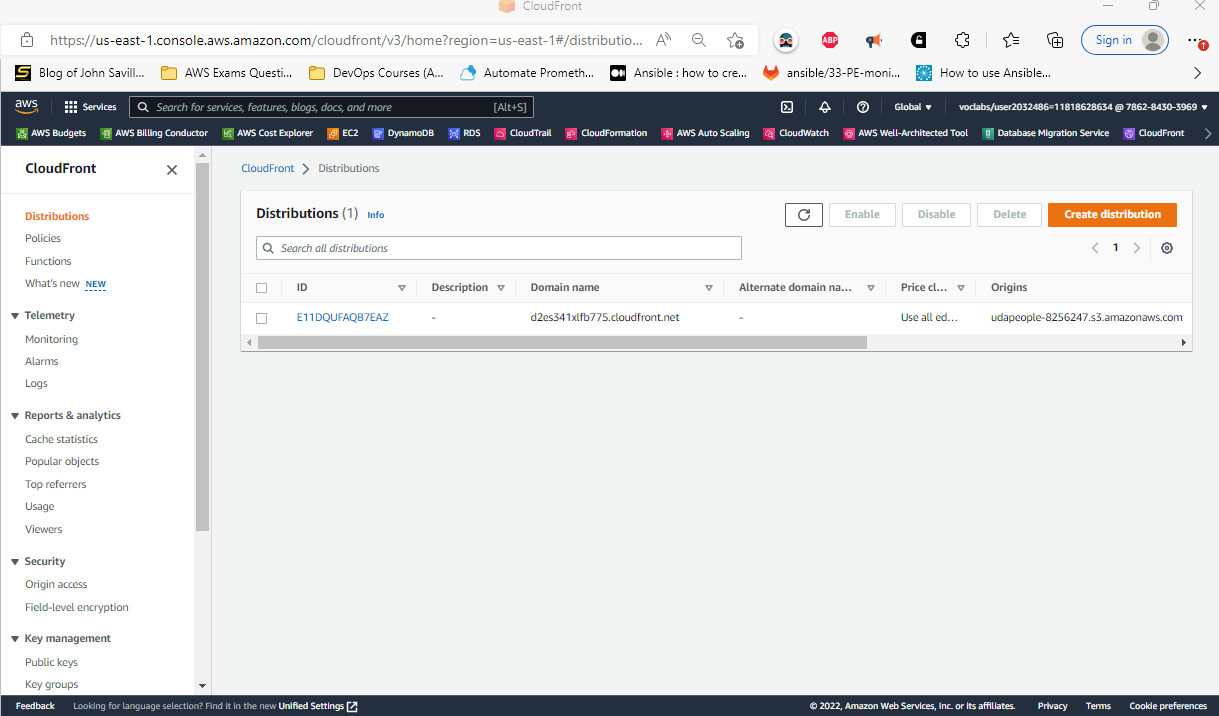 CloudFront
https://us-east-1.console.aws.amazon.com/cloudfront/v3/home?region=us-east-1#/distributio... A Sign in
Blog of John Savill... AWS Exams Questi... DevOps Courses (A... Automate Prometh... Ansible : how to cre... ansible/33-PE-moni... How to use Ansible...
aws Services Search for services, features, blogs, docs, and more [Alt+S] Global voclabs/user2032486=11818628634 @ 7862-8430-3969
AWS Budgets AWS Billing Conductor AWS Cost Explorer EC2 DynamoDB RDS CloudTrail CloudFormation AWS Auto Scaling CloudWatch AWS Well-Architected Tool Database Migration Service CloudFront
CloudFront
Distributions
Policies
Functions
What's new NEW
Telemetry
Monitoring
Alarms
Logs
Reports & analytics
Cache statistics
Popular objects
Top referrers
Usage
Viewers
Security
Origin access
Field-level encryption
Key management
Public keys
Key groups
CloudFront > Distributions
Distributions (1) Info
Enable Disable Delete Create distribution
Search all distributions
1
ID Description Domain name Alternate domain na... Price cl... Origins
E11DQUFAQB7EAZ - d2es341xlfb775.cloudfront.net - Use all ed... udapeople-8256247.s3.amazonaws.com
Feedback Looking for language selection? Find it in the new Unified Settings © 2022, Amazon Web Services, Inc. or its affiliates. Privacy Terms Cookie preferences
ABP